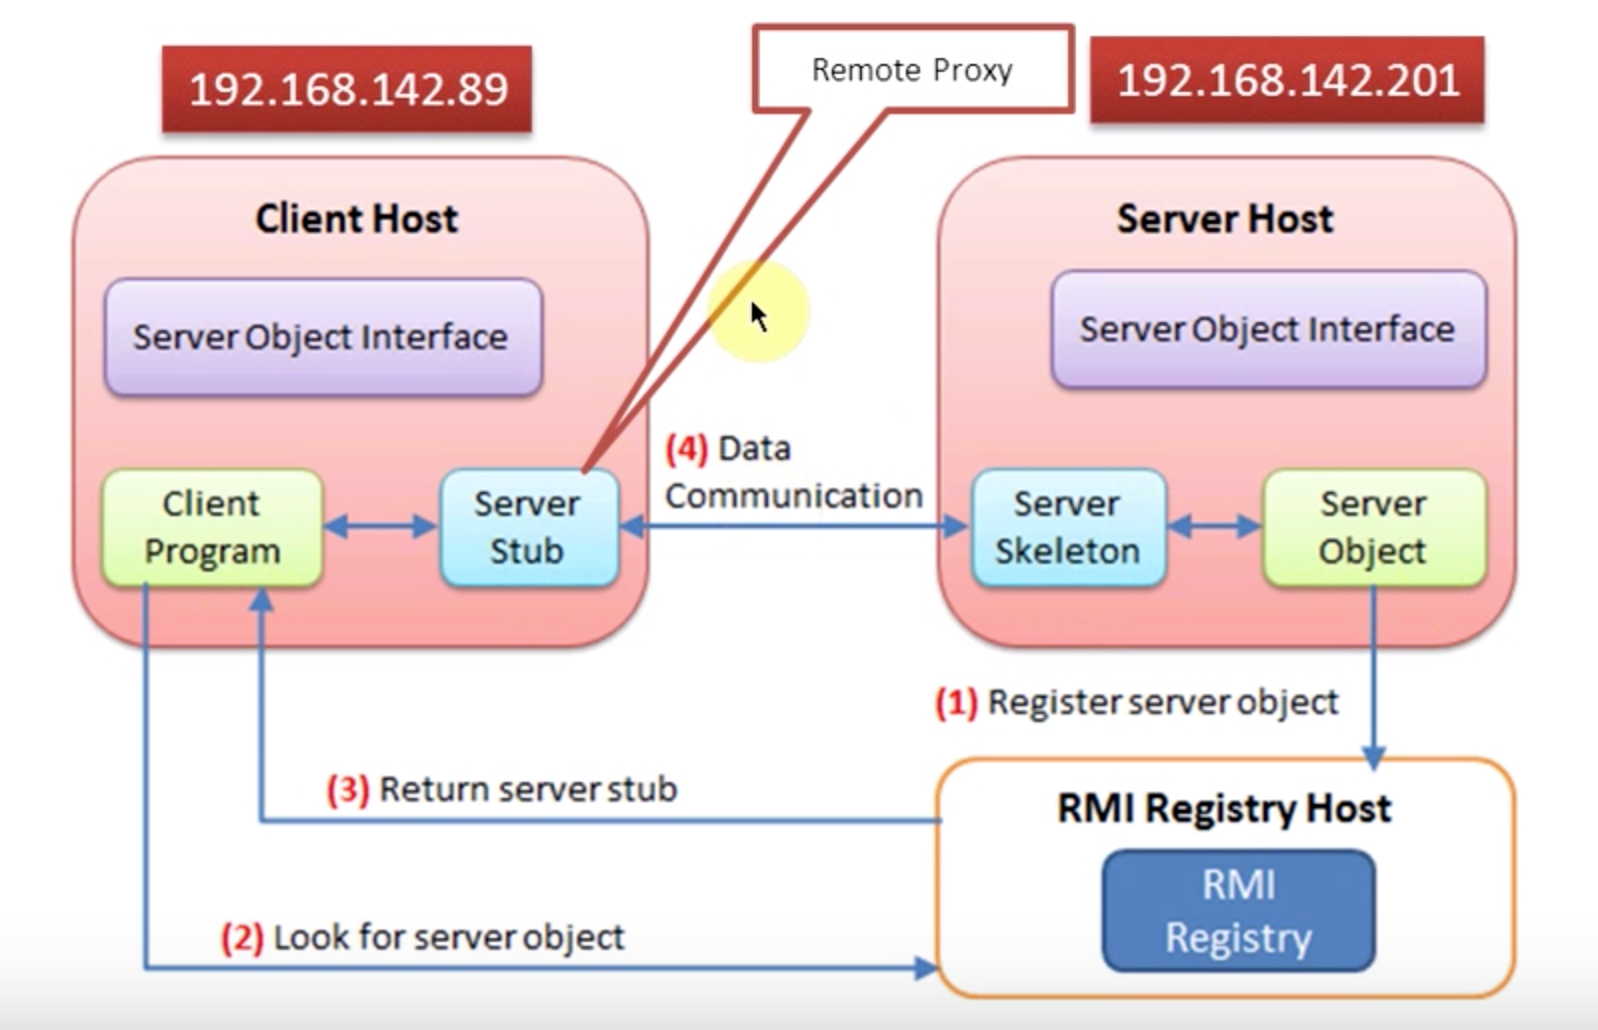 192.168.142.89
Remote Proxy
192.168.142.201
Client Host
Server Host
Server Object Interface
Server Object Interface
(4) Data
Communication
Client
Program
Server
Stub
Server
Skeleton
Server
Object
(1) Register server object
(3) Return server stub
RMI Registry Host
RMI
Registry
(2) Look for server object